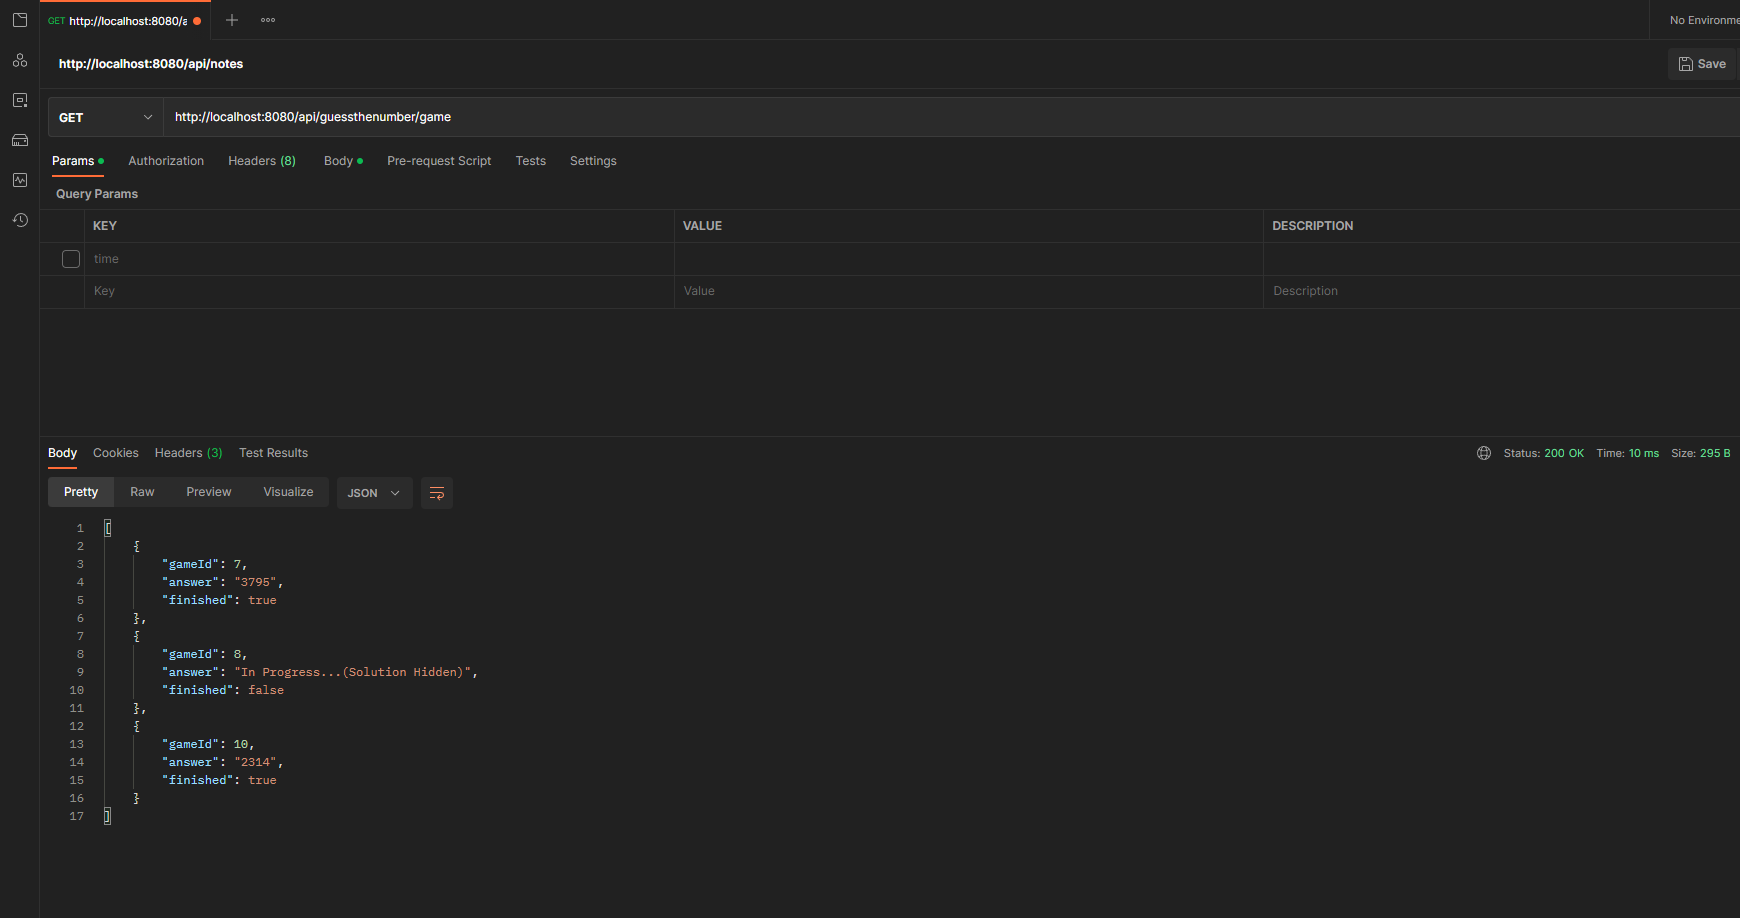 GET http://localhost:8080/a
No Environme
http://localhost:8080/api/notes
Save
GET http://localhost:8080/api/guessthenumber/game
Params Authorization Headers (8) Body Pre-request Script Tests Settings
Query Params
KEY VALUE DESCRIPTION
time
Key Value Description
Body Cookies Headers (3) Test Results Status: 200 OK Time: 10 ms Size: 295 B
Pretty Raw Preview Visualize JSON
1 [
2 {
3 "gameId": 7,
4 "answer": "3795",
5 "finished": true
6 },
7 {
8 "gameId": 8,
9 "answer": "In Progress...(Solution Hidden)",
10 "finished": false
11 },
12 {
13 "gameId": 10,
14 "answer": "2314",
15 "finished": true
16 }
17 ]